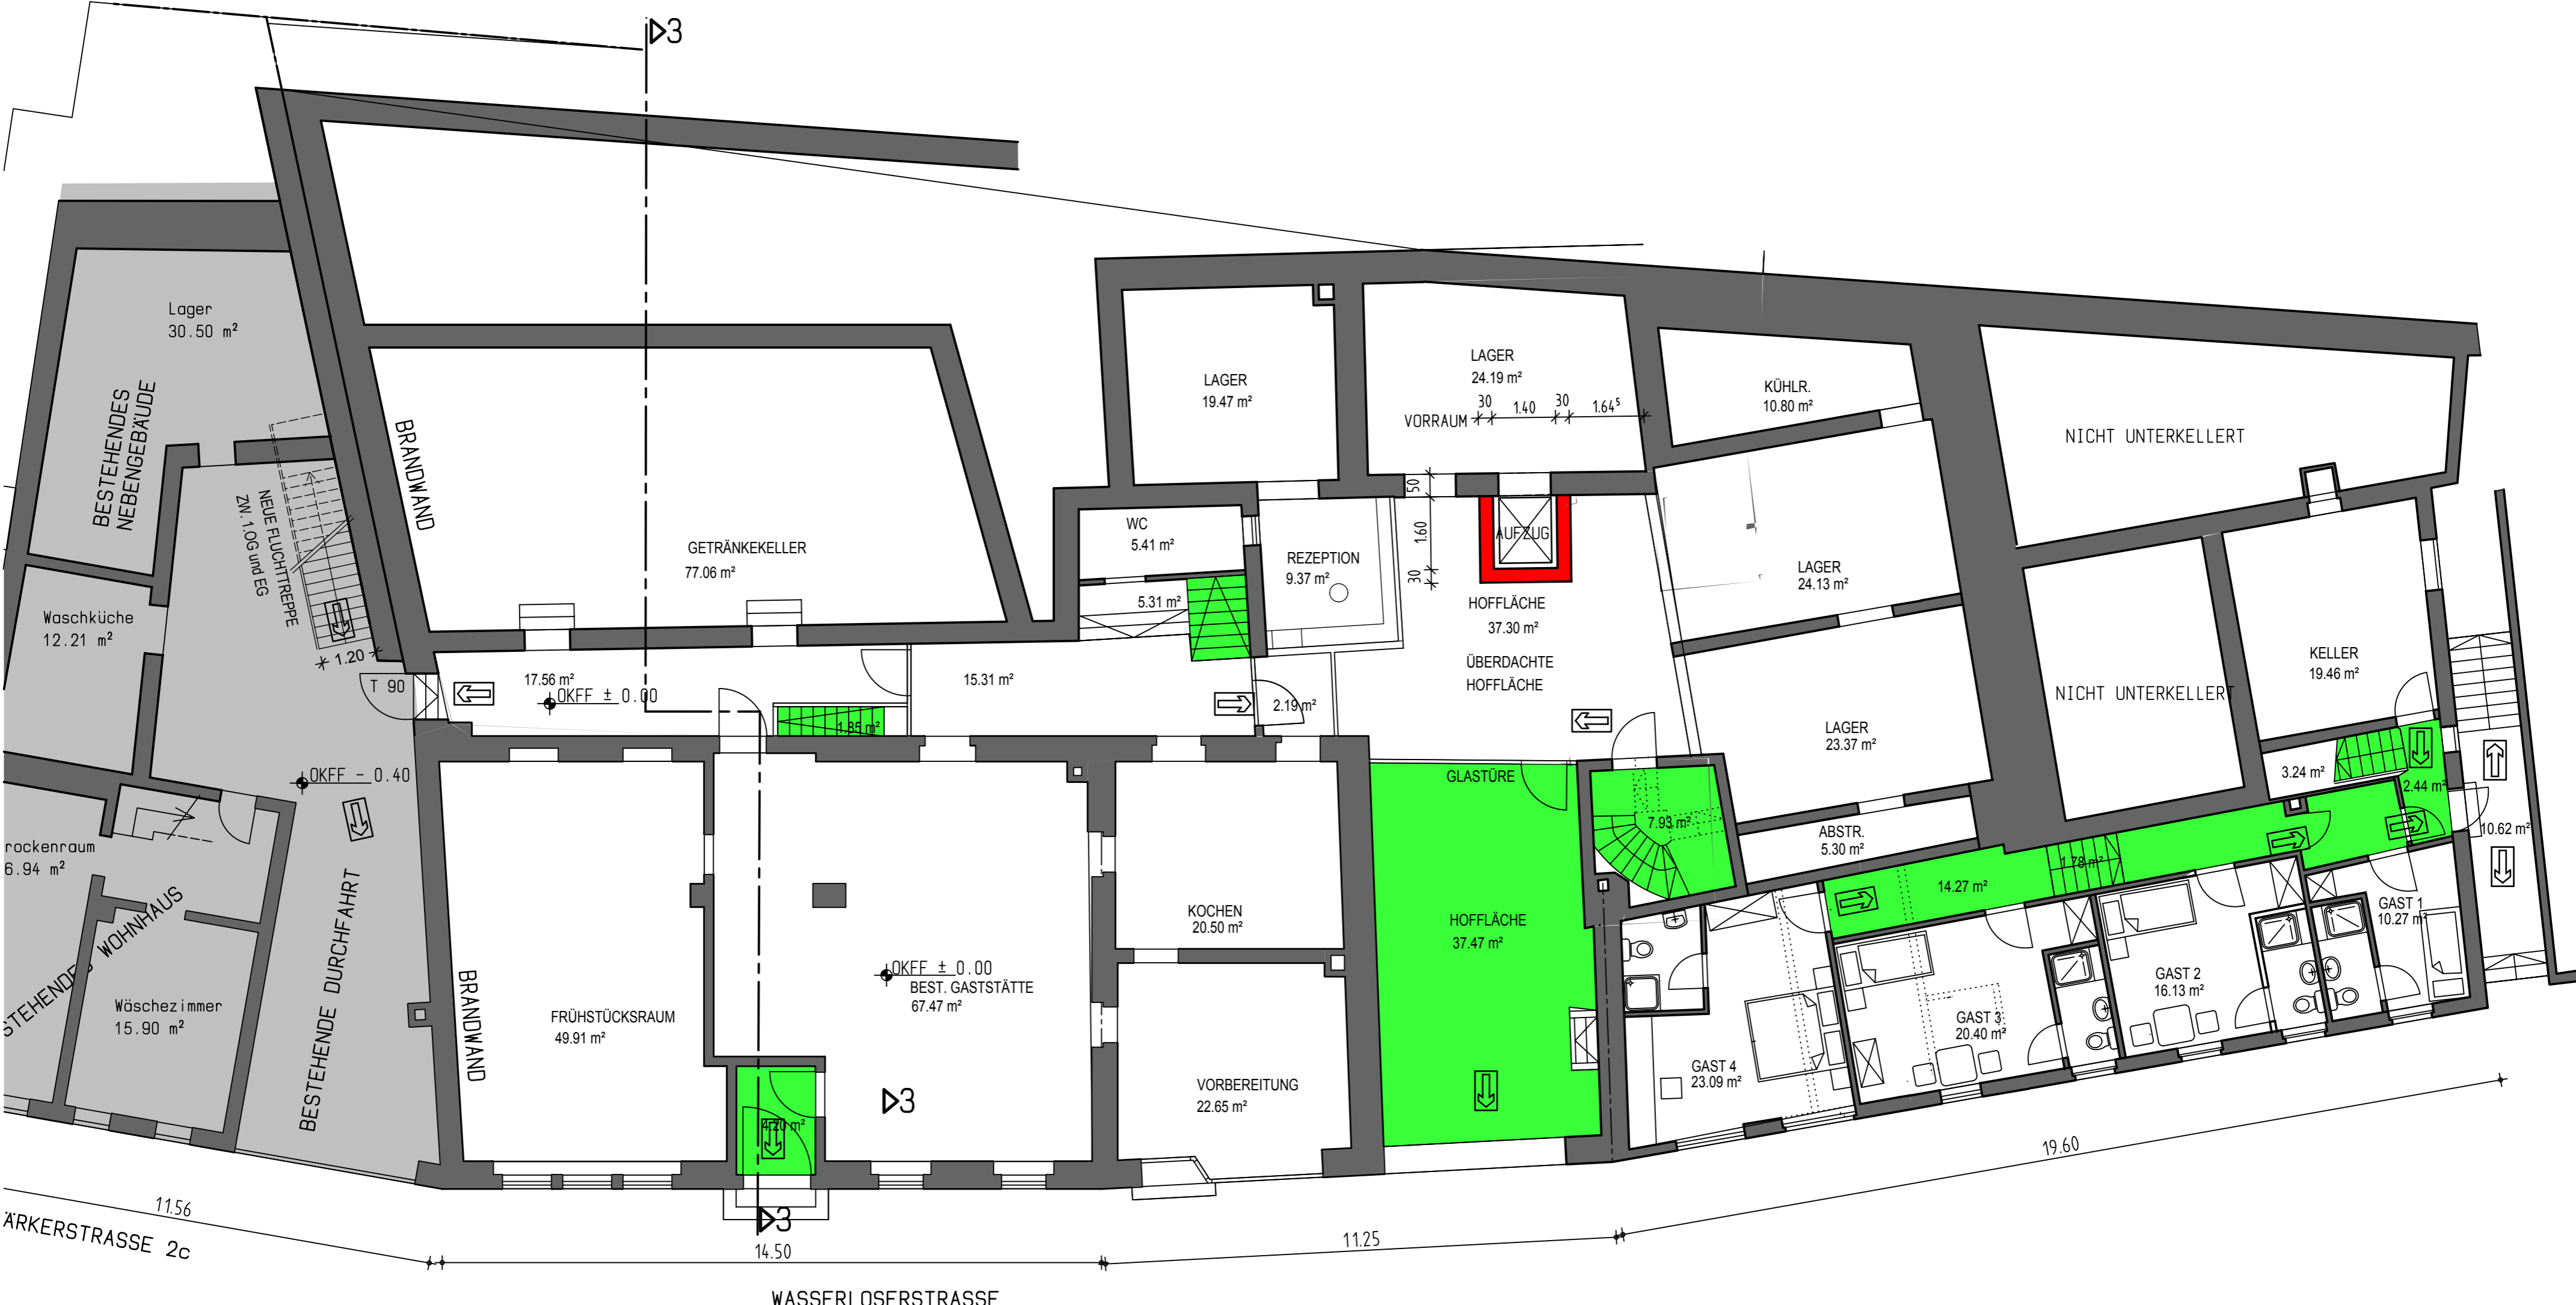 3
Lager
30.50 m²
BESTEHENDES
NEBENGEBÄUDE
BRANDWAND
NEUE FLUCHTTREPPE
ZW. 1.OG und EG
1.20
T 90
Waschküche
12.21 m²
OKFF - 0.40
rockenraum
6.94 m²
STEHENDES WOHNHAUS
Wäschezimmer
15.90 m²
BESTEHENDE DURCHFAHRT
GETRÄNKEKELLER
77.06 m²
17.56 m²
OKFF ± 0.00
1.85 m²
15.31 m²
LAGER
19.47 m²
WC
5.41 m²
5.31 m²
REZEPTION
9.37 m²
2.19 m²
LAGER
24.19 m²
VORRAUM
30
1.40
30
1.64⁵
50
1.60
30
AUFZUG
HOFFLÄCHE
37.30 m²
ÜBERDACHTE
HOFFLÄCHE
KÜHLR.
10.80 m²
LAGER
24.13 m²
LAGER
23.37 m²
ABSTR.
5.30 m²
NICHT UNTERKELLERT
NICHT UNTERKELLERT
KELLER
19.46 m²
3.24 m²
2.44 m²
10.62 m²
1.78 m²
14.27 m²
7.93 m²
GLASTÜRE
HOFFLÄCHE
37.47 m²
BRANDWAND
FRÜHSTÜCKSRAUM
49.91 m²
OKFF ± 0.00
BEST. GASTSTÄTTE
67.47 m²
4.20 m²
3
3
KOCHEN
20.50 m²
VORBEREITUNG
22.65 m²
GAST 4
23.09 m²
GAST 3
20.40 m²
GAST 2
16.13 m²
GAST 1
10.27 m²
11.56
14.50
11.25
19.60
ÄRKERSTRASSE 2c
WASSERLOSERSTRASSE